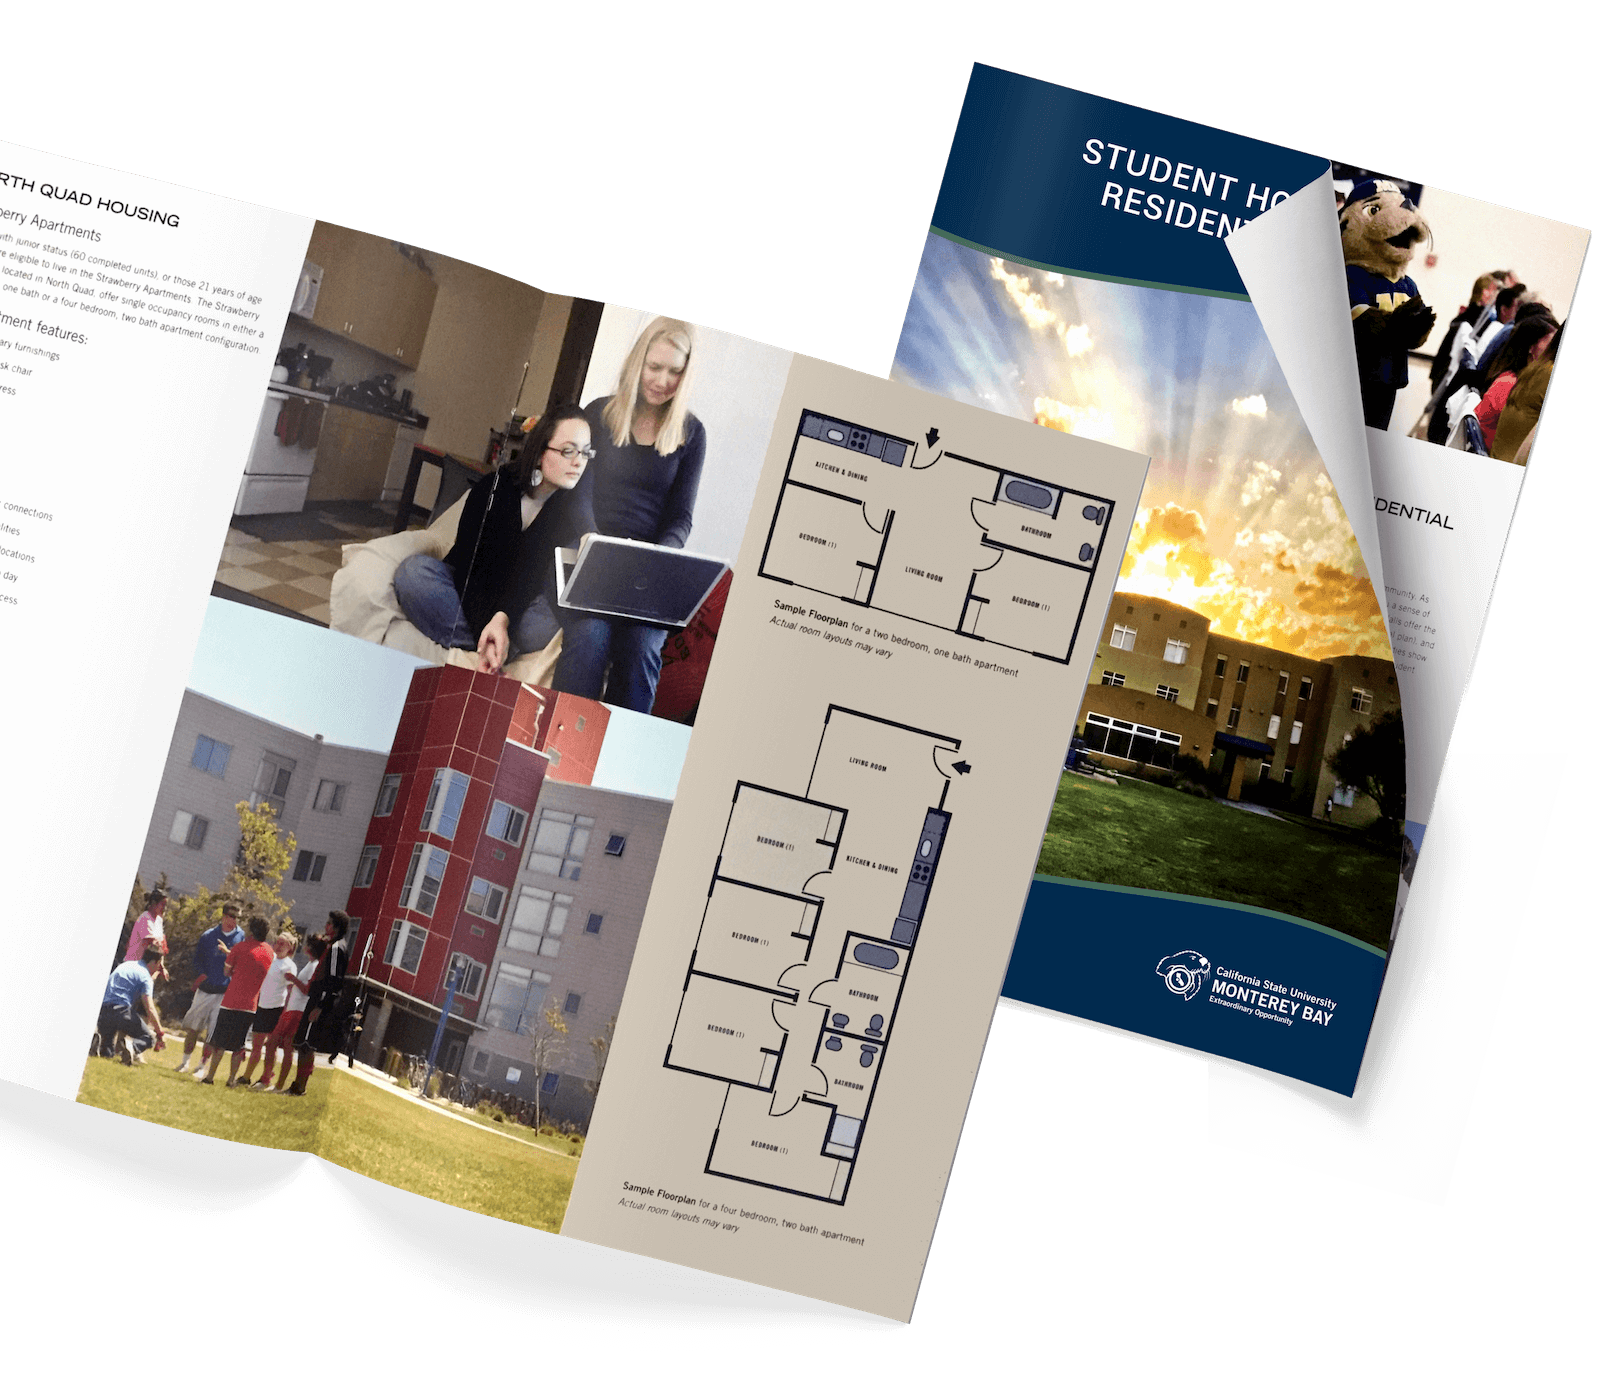 RTH QUAD HOUSING
berry Apartments
with junior status (60 completed units), or those 21 years of age
re eligible to live in the Strawberry Apartments. The Strawberry
located in North Quad, offer single occupancy rooms in either a
one bath or a four bedroom, two bath apartment configuration.
tment features:
ary furnishings
sk chair
ress
connections
lities
locations
day
cess
KITCHEN & DINING
BEDROOM (1)
LIVING ROOM
BATHROOM
BEDROOM (1)
Sample Floorplan for a two bedroom, one bath apartment
Actual room layouts may vary
LIVING ROOM
BEDROOM (1)
KITCHEN & DINING
BEDROOM (1)
BATHROOM
BEDROOM (1)
BATHROOM
BEDROOM (1)
Sample Floorplan for a four bedroom, two bath apartment
Actual room layouts may vary
STUDENT HO
RESIDEN
California State University
MONTEREY BAY
Extraordinary Opportunity
DENTIAL
mmunity. As
a sense of
alls offer the
al plan), and
mes show
udent